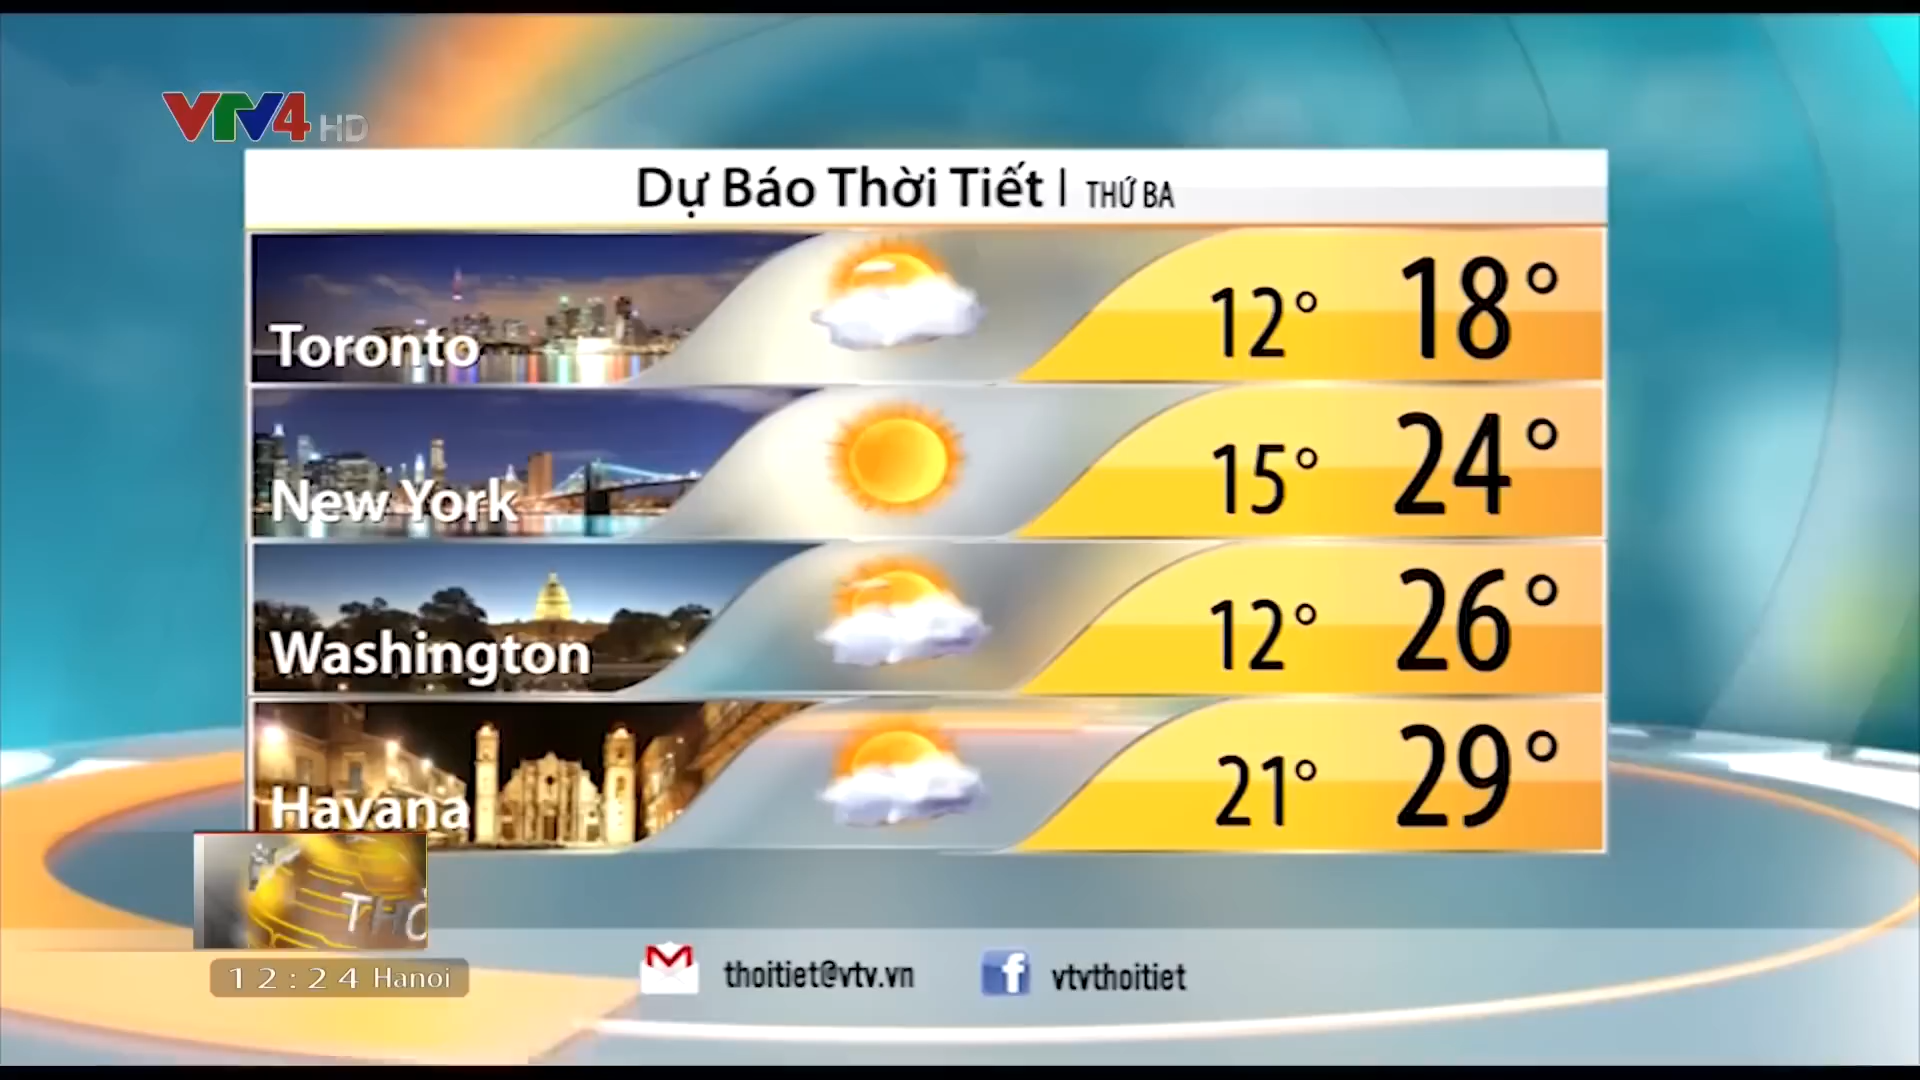 VTV4 HD
Dự Báo Thời Tiết | THỨ BA
Toronto 12° 18°
New York 15° 24°
Washington 12° 26°
Havana 21° 29°
12:24 Hanoi
thoitiet@vtv.vn vtvthoitiet